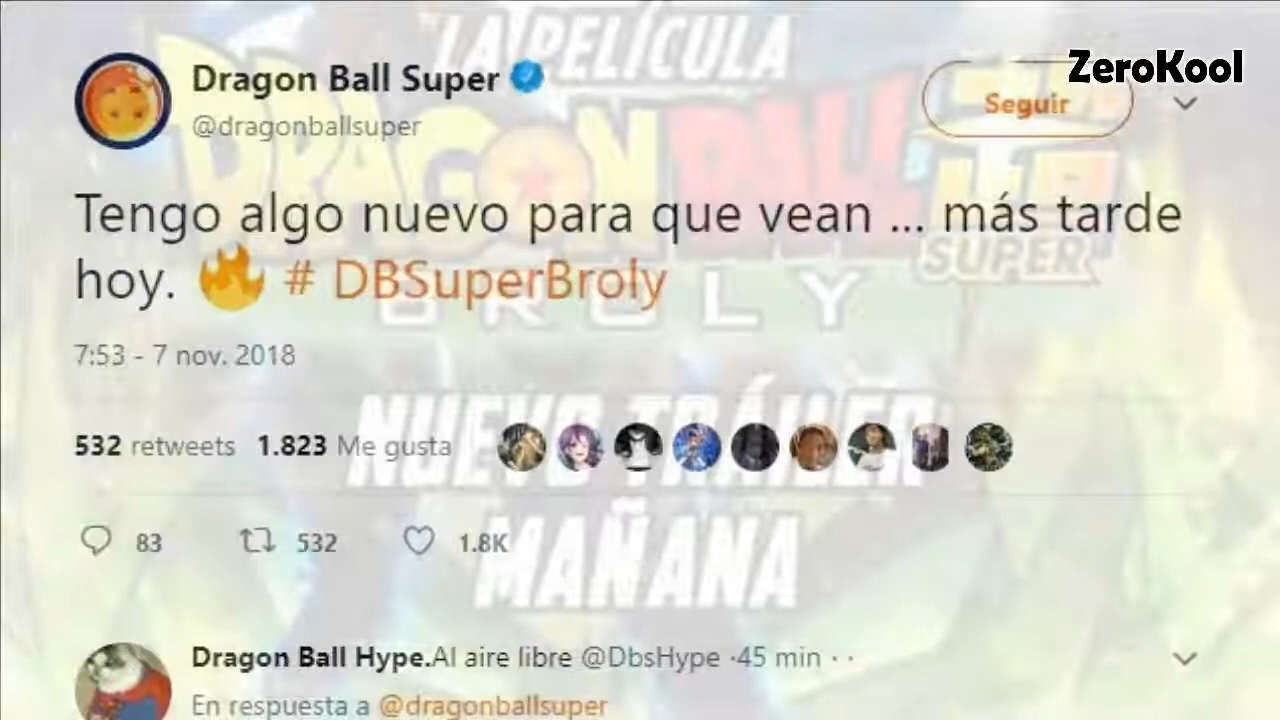 LA PELÍCULA
DRAGON BALL
SUPER
BROLY
NUEVO TRÁILER
MAÑANA
ZeroKool
Dragon Ball Super
Seguir
@dragonballsuper
Tengo algo nuevo para que vean ... más tarde
hoy. 🔥 # DBSuperBroly
7:53 - 7 nov. 2018
532 retweets 1.823 Me gusta
83 532 1.8K
Dragon Ball Hype.Al aire libre @DbsHype ·45 min · ·
En respuesta a @dragonballsuper